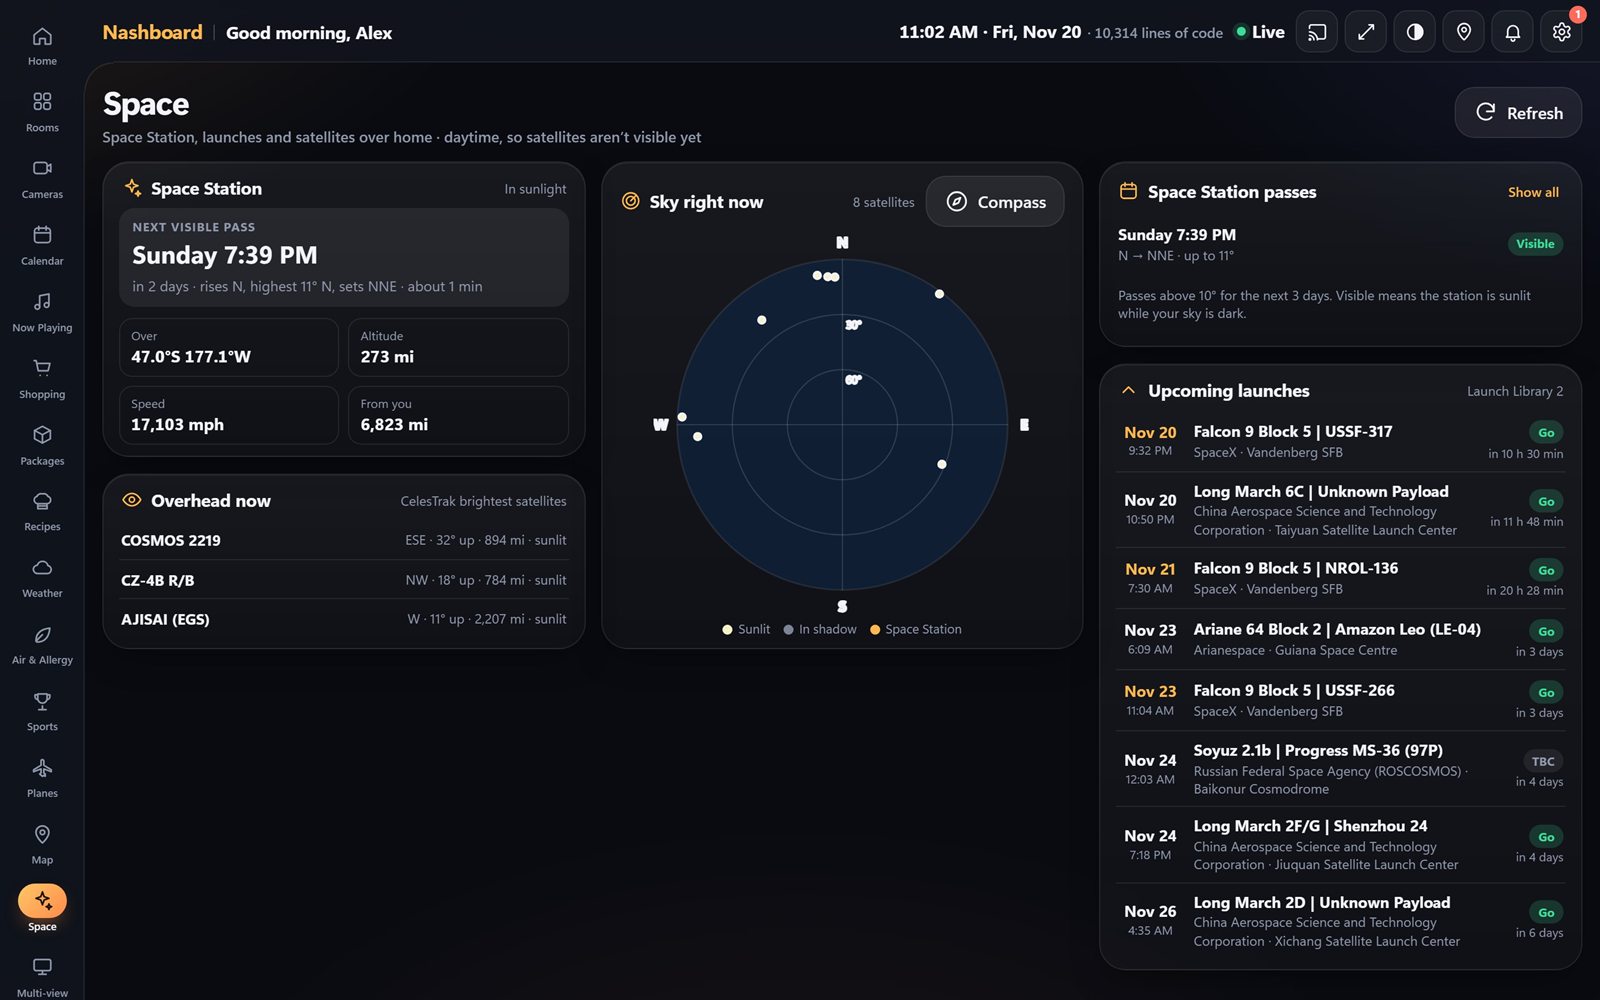 Nashboard
Good morning, Alex
11:02 AM · Fri, Nov 20 · 10,314 lines of code
Live
1
Home
Rooms
Cameras
Calendar
Now Playing
Shopping
Packages
Recipes
Weather
Air & Allergy
Sports
Planes
Map
Space
Multi-view
Space
Space Station, launches and satellites over home · daytime, so satellites aren't visible yet
Refresh
Space Station
In sunlight
NEXT VISIBLE PASS
Sunday 7:39 PM
in 2 days · rises N, highest 11° N, sets NNE · about 1 min
Over
47.0°S 177.1°W
Altitude
273 mi
Speed
17,103 mph
From you
6,823 mi
Overhead now
CelesTrak brightest satellites
COSMOS 2219
ESE · 32° up · 894 mi · sunlit
CZ-4B R/B
NW · 18° up · 784 mi · sunlit
AJISAI (EGS)
W · 11° up · 2,207 mi · sunlit
Sky right now
8 satellites
Compass
N
30°
60°
W
E
S
Sunlit
In shadow
Space Station
Space Station passes
Show all
Sunday 7:39 PM
N → NNE · up to 11°
Visible
Passes above 10° for the next 3 days. Visible means the station is sunlit
while your sky is dark.
Upcoming launches
Launch Library 2
Nov 20
9:32 PM
Falcon 9 Block 5 | USSF-317
SpaceX · Vandenberg SFB
Go
in 10 h 30 min
Nov 20
10:50 PM
Long March 6C | Unknown Payload
China Aerospace Science and Technology
Corporation · Taiyuan Satellite Launch Center
Go
in 11 h 48 min
Nov 21
7:30 AM
Falcon 9 Block 5 | NROL-136
SpaceX · Vandenberg SFB
Go
in 20 h 28 min
Nov 23
6:09 AM
Ariane 64 Block 2 | Amazon Leo (LE-04)
Arianespace · Guiana Space Centre
Go
in 3 days
Nov 23
11:04 AM
Falcon 9 Block 5 | USSF-266
SpaceX · Vandenberg SFB
Go
in 3 days
Nov 24
12:03 AM
Soyuz 2.1b | Progress MS-36 (97P)
Russian Federal Space Agency (ROSCOSMOS) ·
Baikonur Cosmodrome
TBC
in 4 days
Nov 24
7:18 PM
Long March 2F/G | Shenzhou 24
China Aerospace Science and Technology
Corporation · Jiuquan Satellite Launch Center
Go
in 4 days
Nov 26
4:35 AM
Long March 2D | Unknown Payload
China Aerospace Science and Technology
Corporation · Xichang Satellite Launch Center
Go
in 6 days